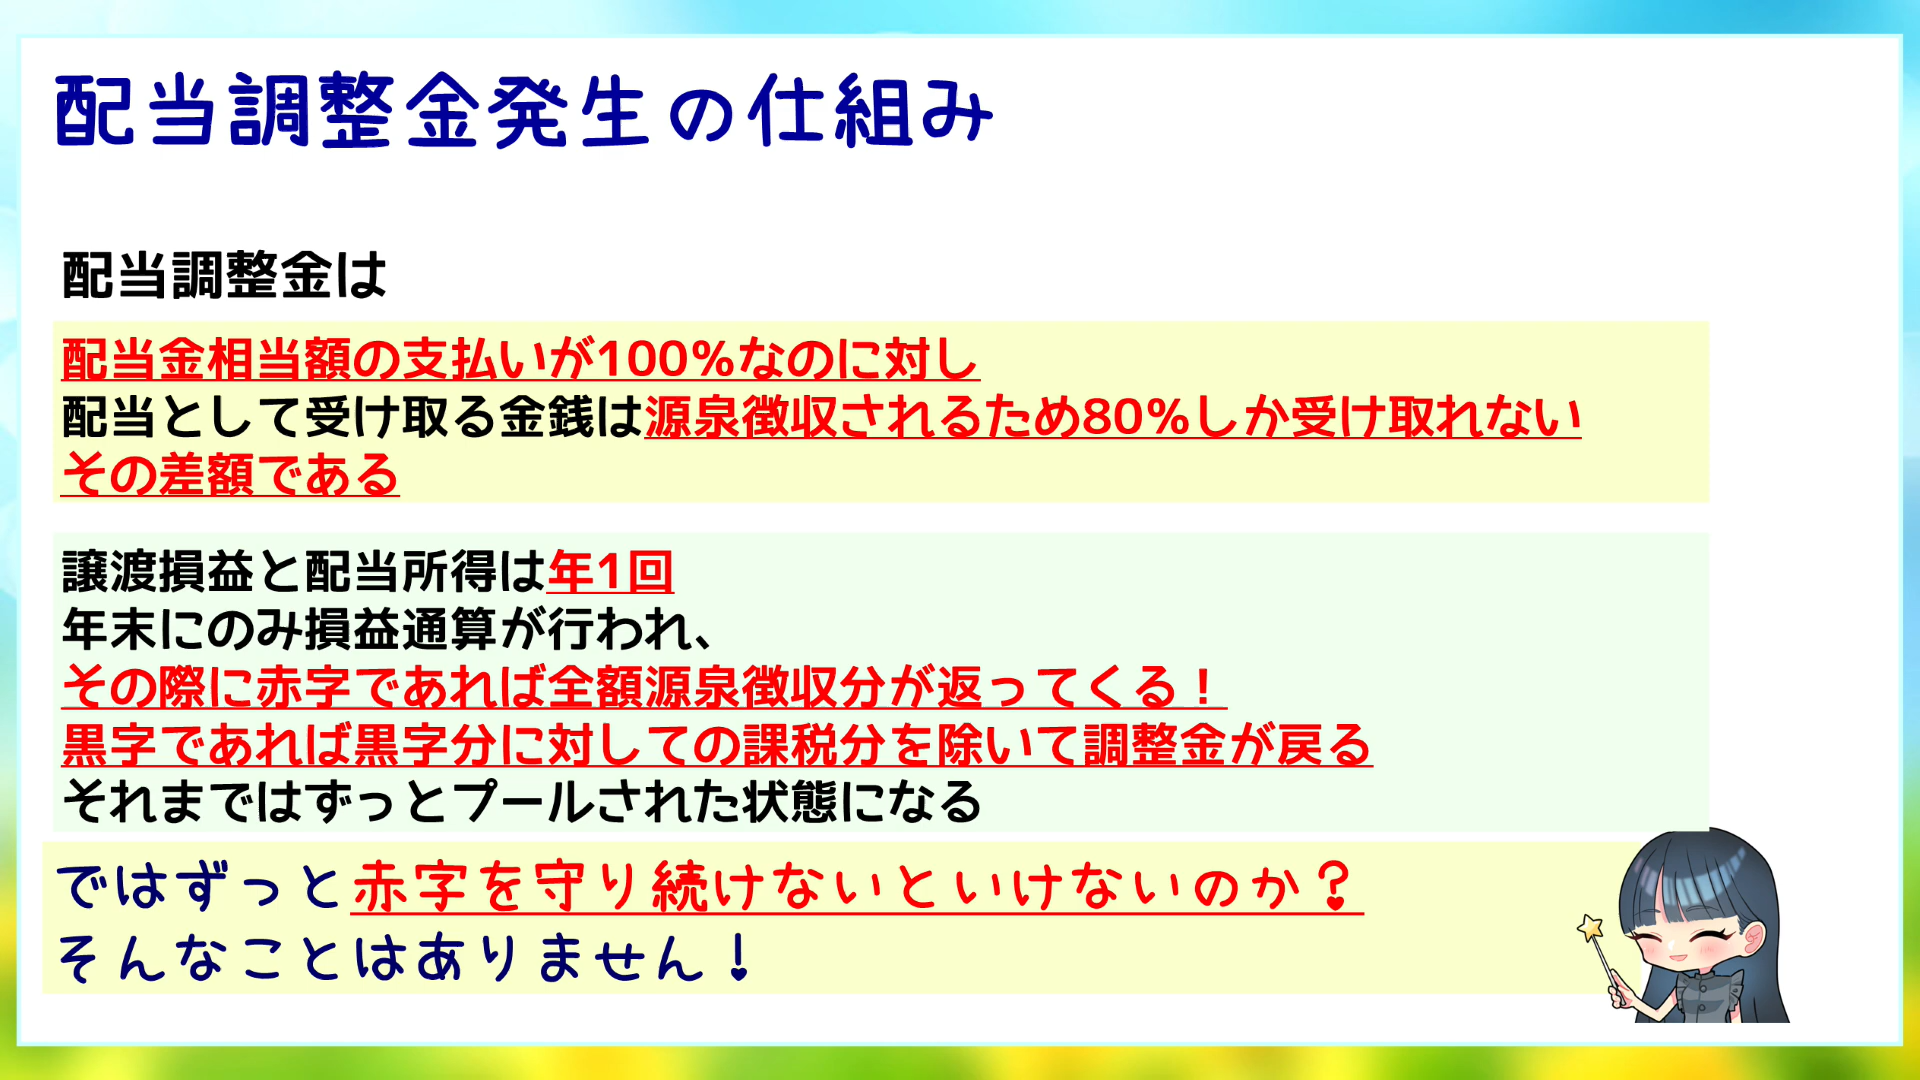 配当調整金発生の仕組み
配当調整金は
配当金相当額の支払いが100%なのに対し
配当として受け取る金銭は源泉徴収されるため80%しか受け取れない
その差額である
譲渡損益と配当所得は年1回
年末にのみ損益通算が行われ、
その際に赤字であれば全額源泉徴収分が返ってくる！
黒字であれば黒字分に対しての課税分を除いて調整金が戻る
それまではずっとプールされた状態になる
ではずっと赤字を守り続けないといけないのか？
そんなことはありません！